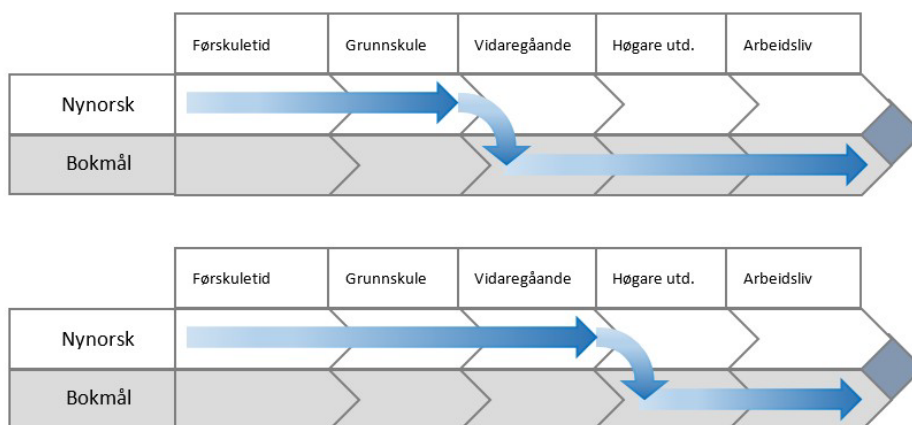 Førskuletid Grunnskule Vidaregåande Høgare utd. Arbeidsliv
Nynorsk
Bokmål
Førskuletid Grunnskule Vidaregåande Høgare utd. Arbeidsliv
Nynorsk
Bokmål